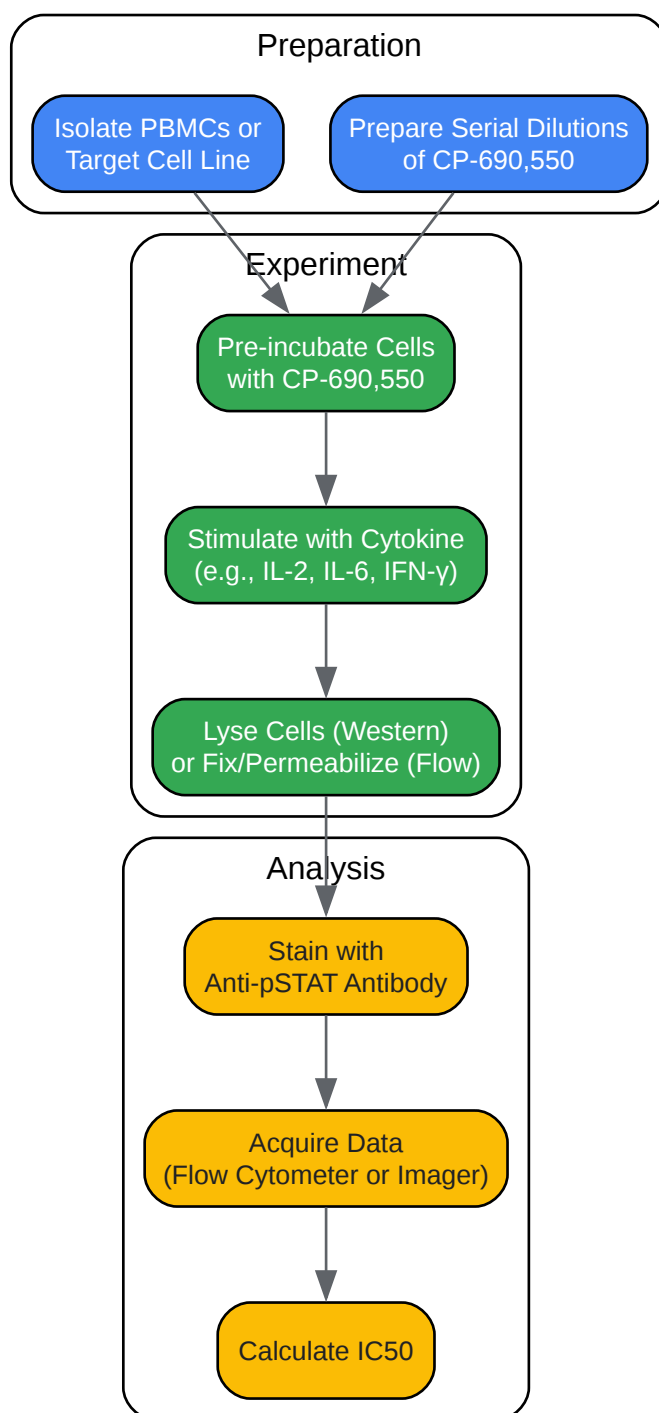 Preparation
Isolate PBMCs or
Target Cell Line
Prepare Serial Dilutions
of CP-690,550
Experiment
Pre-incubate Cells
with CP-690,550
Stimulate with Cytokine
(e.g., IL-2, IL-6, IFN-γ)
Lyse Cells (Western)
or Fix/Permeabilize (Flow)
Analysis
Stain with
Anti-pSTAT Antibody
Acquire Data
(Flow Cytometer or Imager)
Calculate IC50